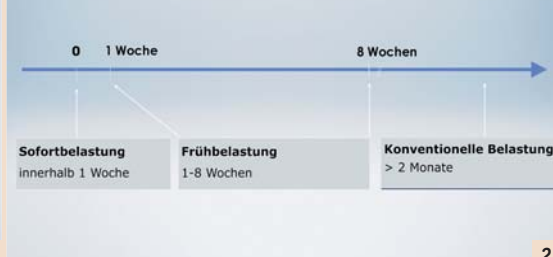 0 1 Woche 8 Wochen
Sofortbelastung
innerhalb 1 Woche
Frühbelastung
1-8 Wochen
Konventionelle Belastung
> 2 Monate
2